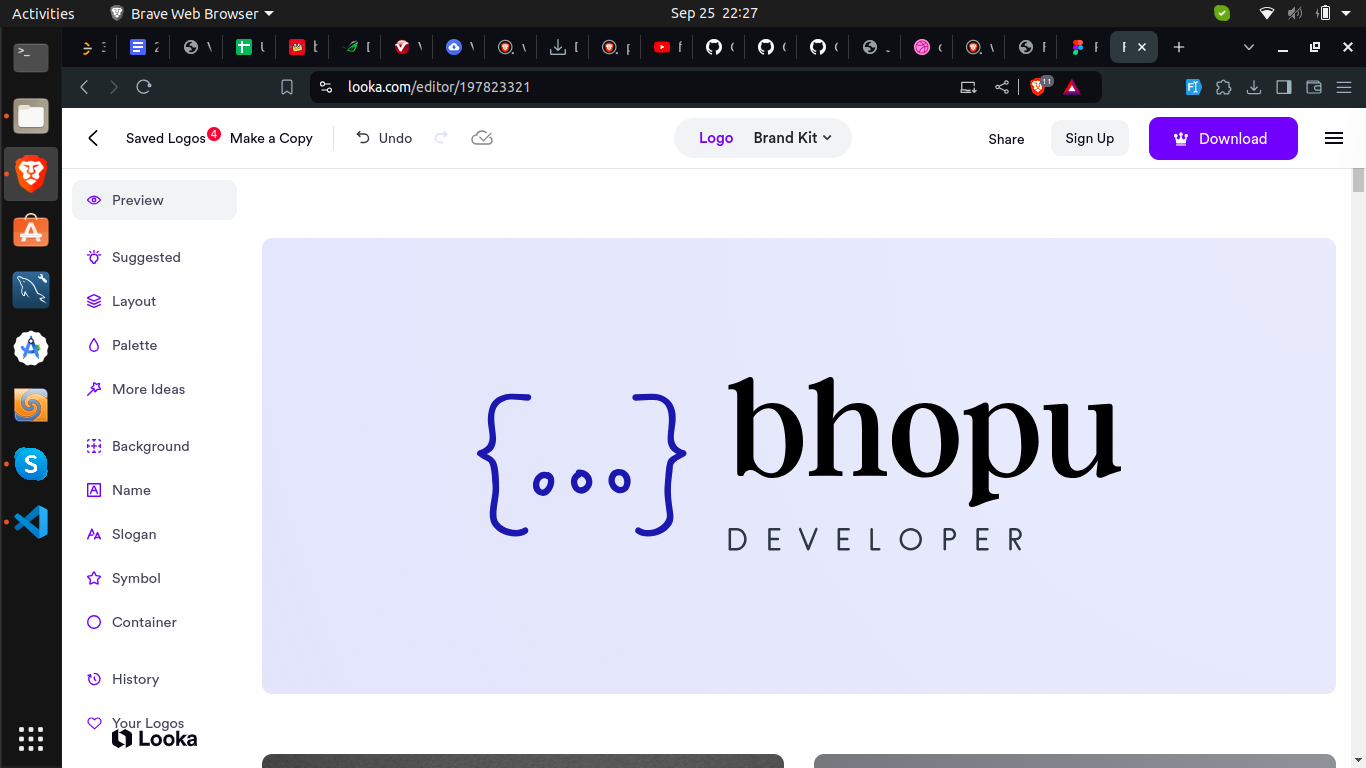 Activities
Brave Web Browser
Sep 25 22:27
looka.com/editor/197823321
11
Saved Logos 4
Make a Copy
Undo
Logo
Brand Kit
Share
Sign Up
Download
Preview
Suggested
Layout
Palette
More Ideas
Background
Name
Slogan
Symbol
Container
History
Your Logos
Looka
{...}
bhopu
DEVELOPER